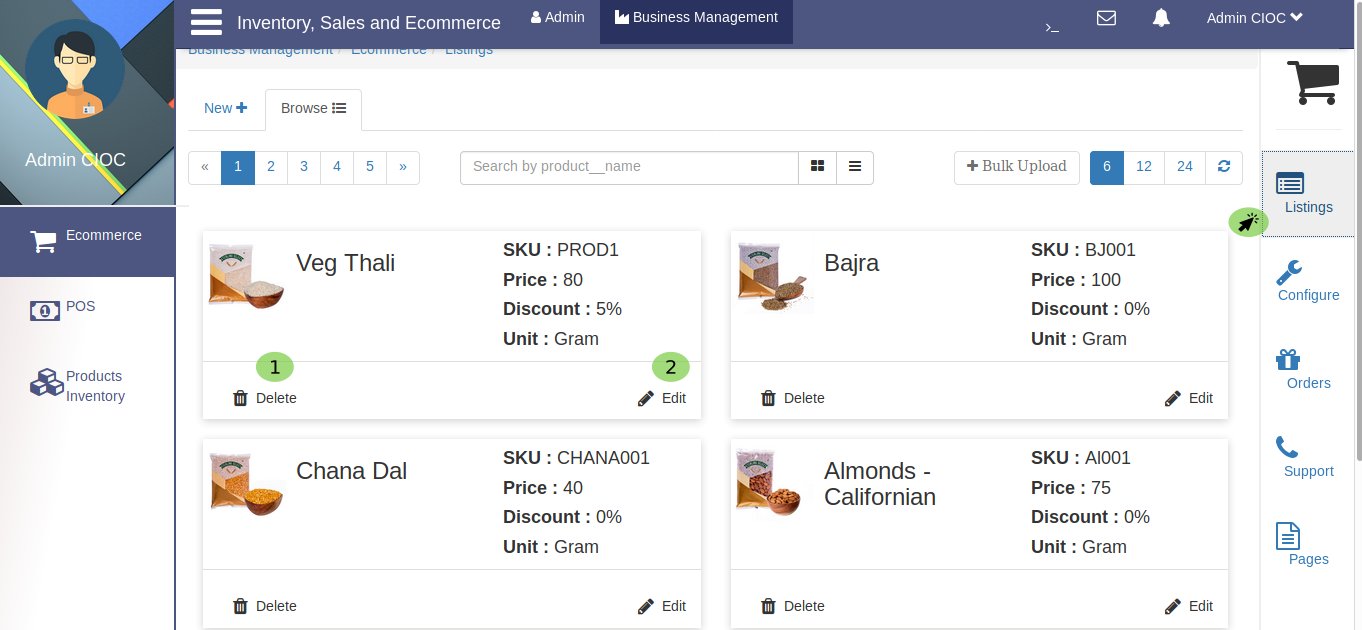 Inventory, Sales and Ecommerce
Admin
Business Management
>_
Admin CIOC
Business Management / Ecommerce / Listings
Admin CIOC
New
Browse
« 1 2 3 4 5 »
Search by product__name
Bulk Upload
6 12 24
Ecommerce
POS
Products
Inventory
Veg Thali
SKU : PROD1
Price : 80
Discount : 5%
Unit : Gram
1
2
Delete
Edit
Bajra
SKU : BJ001
Price : 100
Discount : 0%
Unit : Gram
Delete
Edit
Chana Dal
SKU : CHANA001
Price : 40
Discount : 0%
Unit : Gram
Delete
Edit
Almonds -
Californian
SKU : Al001
Price : 75
Discount : 0%
Unit : Gram
Delete
Edit
Listings
Configure
Orders
Support
Pages